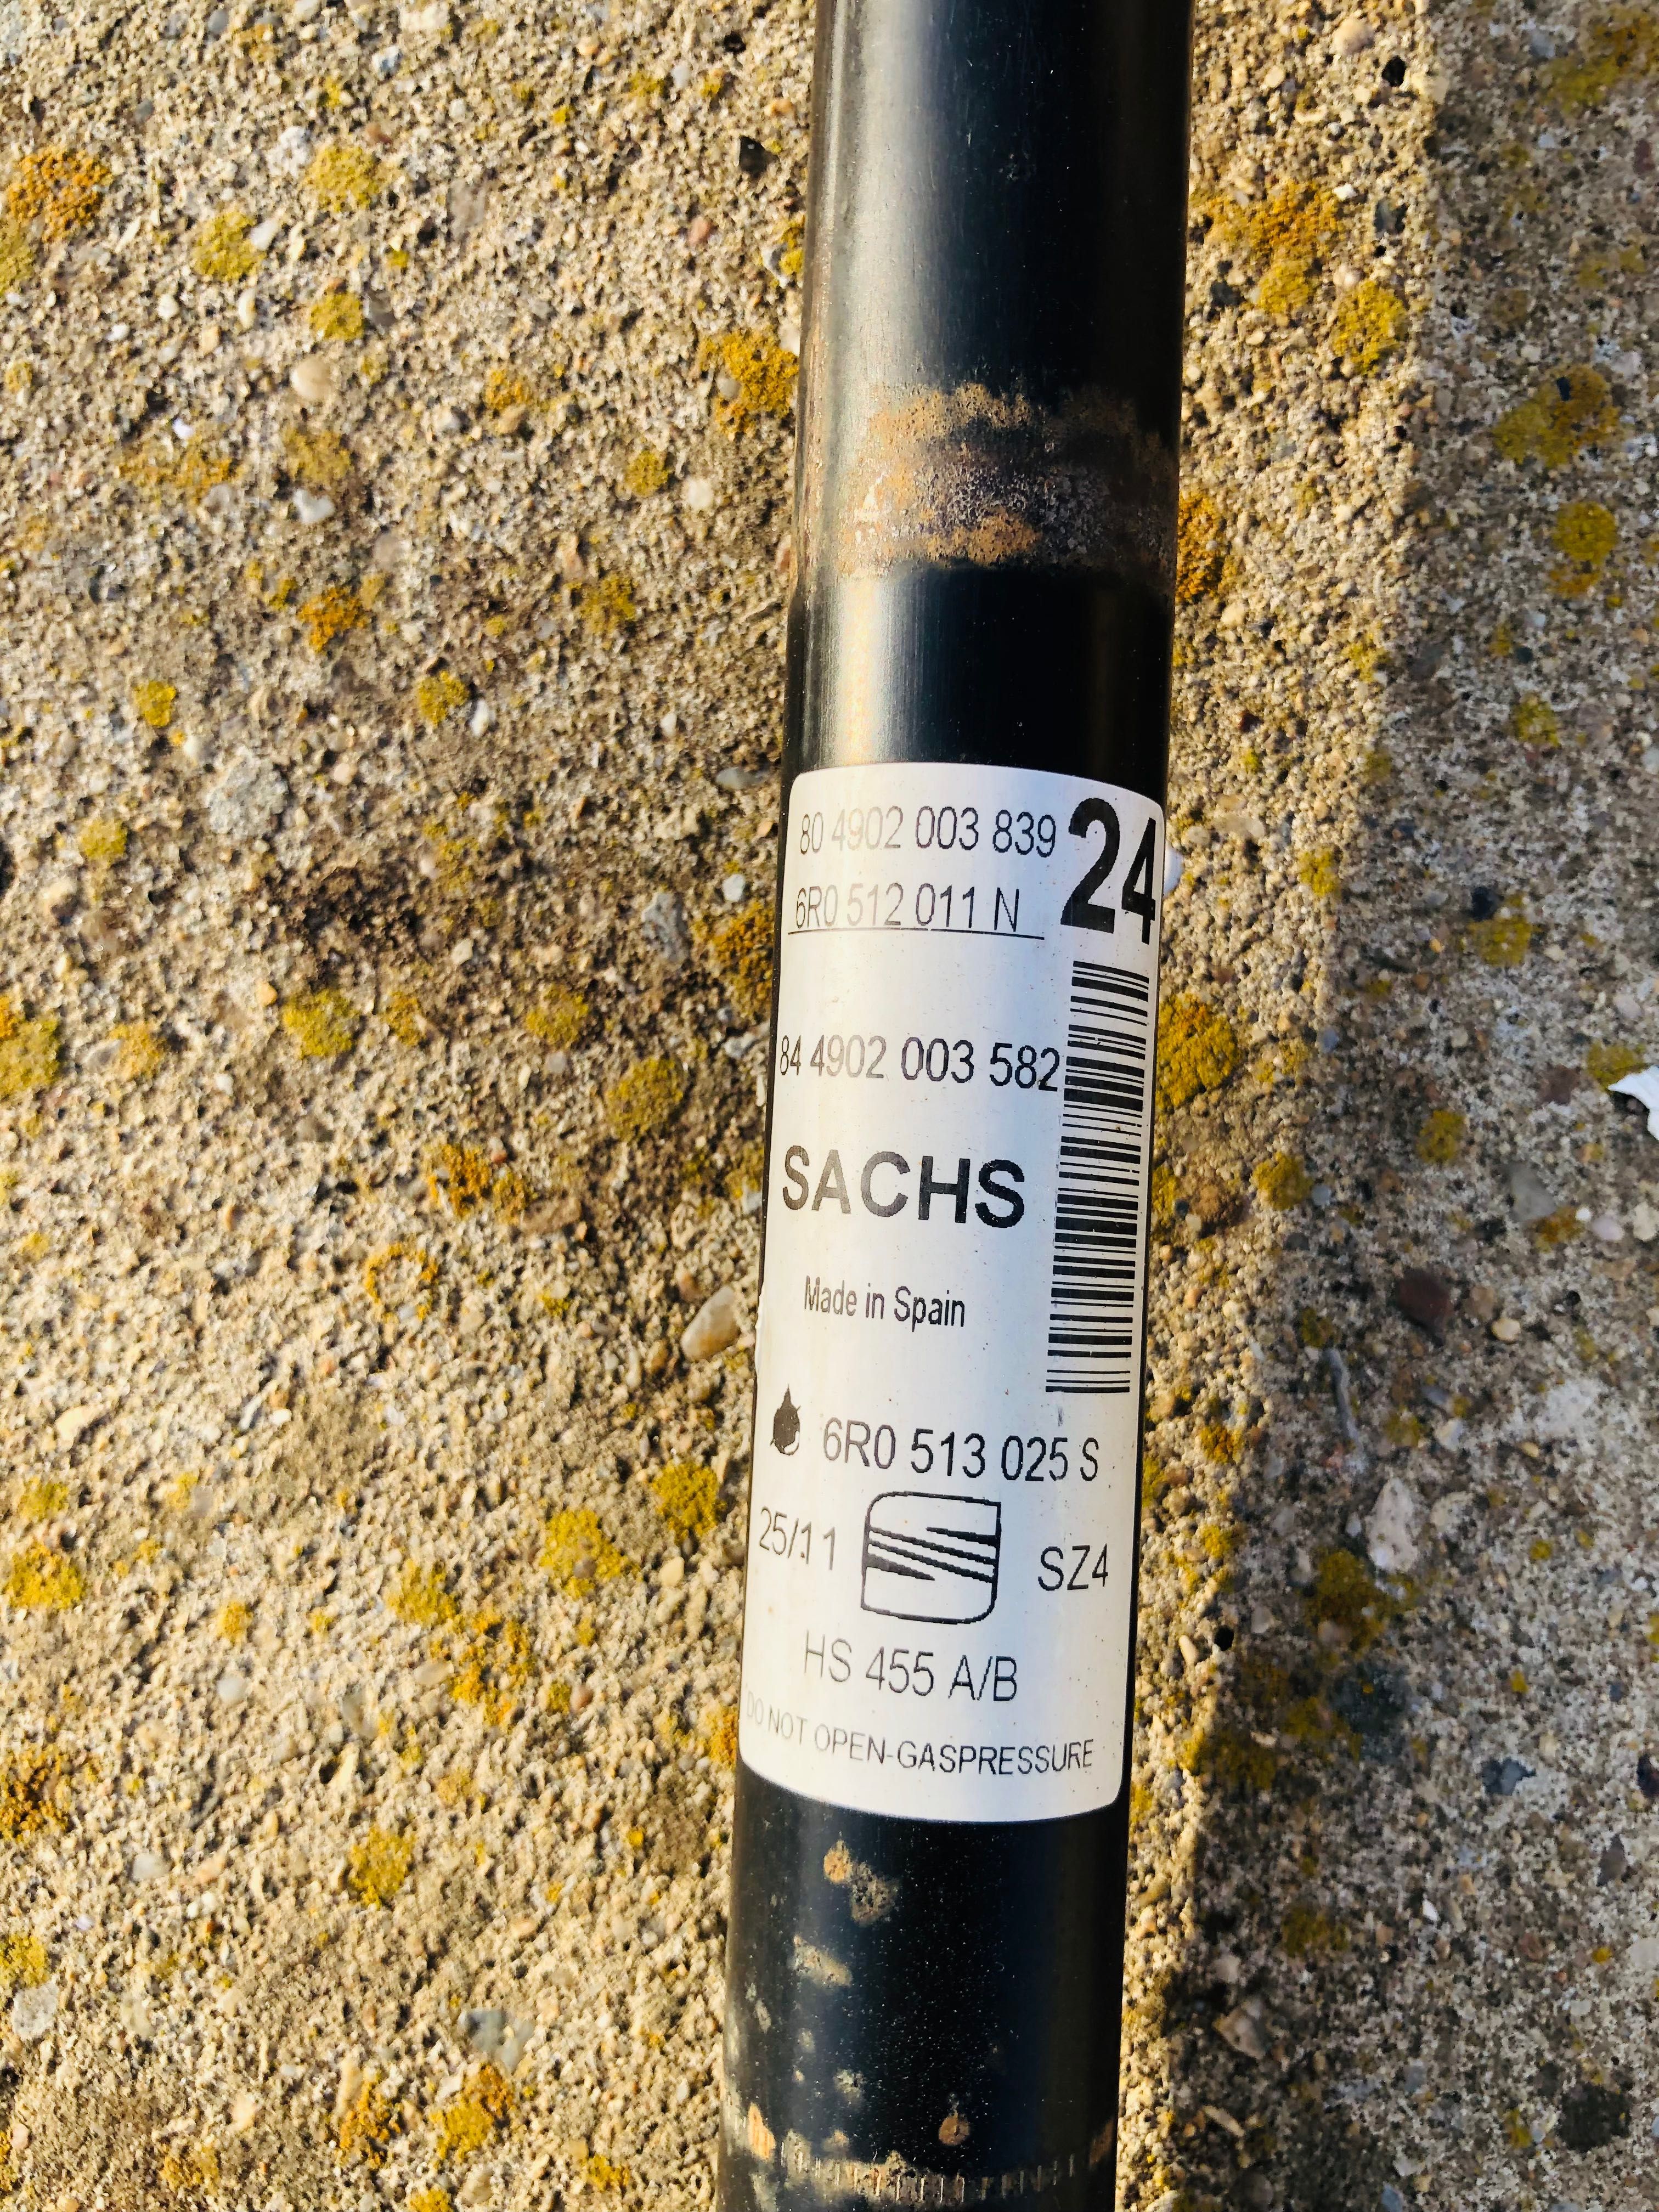 80 4902 003 839
24
6R0 512 011 N
84 4902 003 582
SACHS
Made in Spain
6R0 513 025 S
25/11
SZ4
HS 455 A/B
DO NOT OPEN-GASPRESSURE